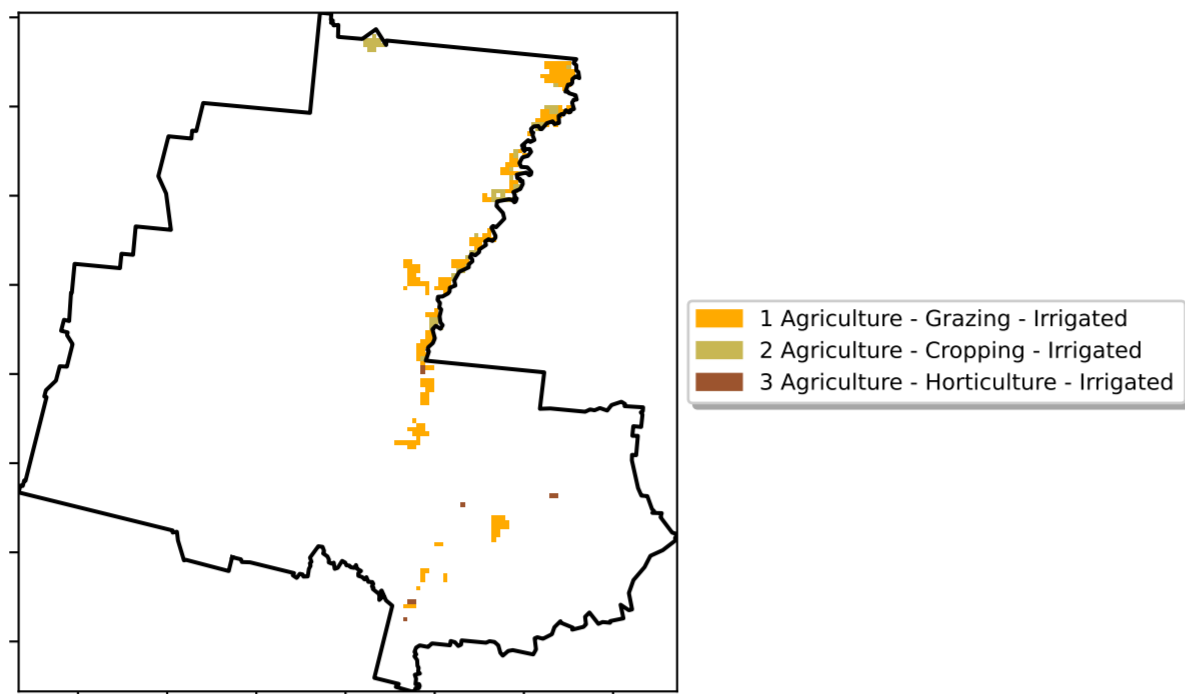 1 Agriculture - Grazing - Irrigated
2 Agriculture - Cropping - Irrigated
3 Agriculture - Horticulture - Irrigated